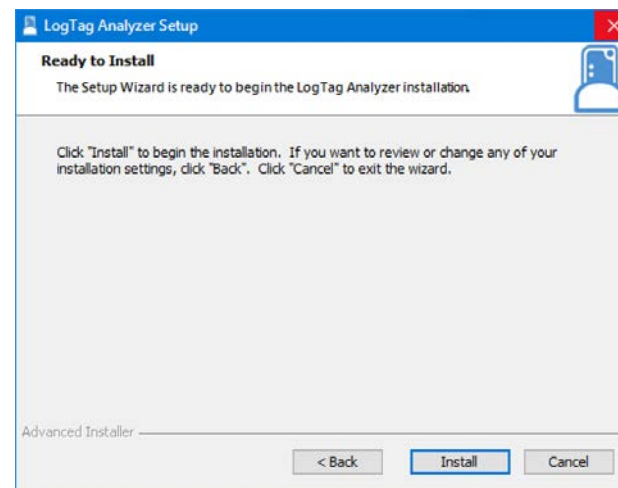 LogTag Analyzer Setup
Ready to Install
The Setup Wizard is ready to begin the LogTag Analyzer installation.
Click "Install" to begin the installation. If you want to review or change any of your
installation settings, click "Back". Click "Cancel" to exit the wizard.
Advanced Installer
< Back Install Cancel